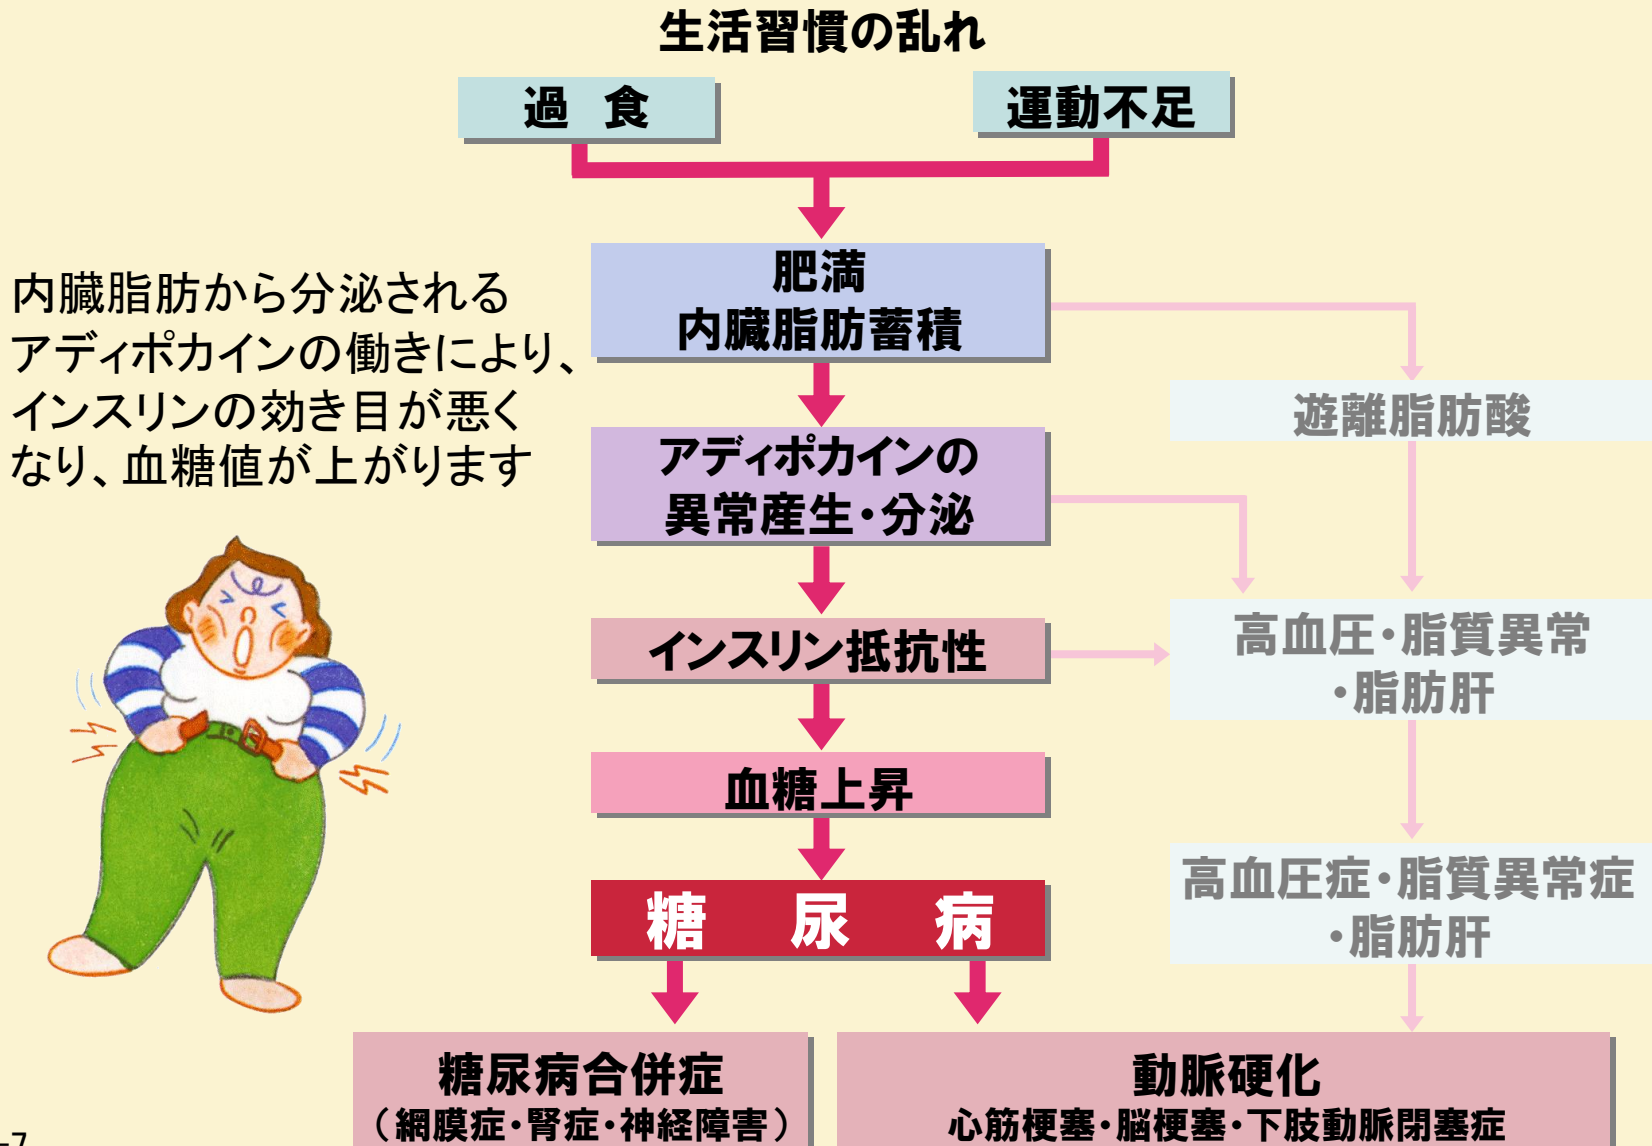 生活習慣の乱れ
過 食
運動不足
肥満
内臓脂肪蓄積
内臓脂肪から分泌される
アディポカインの働きにより、
インスリンの効き目が悪く
なり、血糖値が上がります
遊離脂肪酸
アディポカインの
異常産生・分泌
インスリン抵抗性
高血圧・脂質異常
・脂肪肝
血糖上昇
糖 尿 病
高血圧症・脂質異常症
・脂肪肝
糖尿病合併症
（網膜症・腎症・神経障害）
動脈硬化
心筋梗塞・脳梗塞・下肢動脈閉塞症
-7